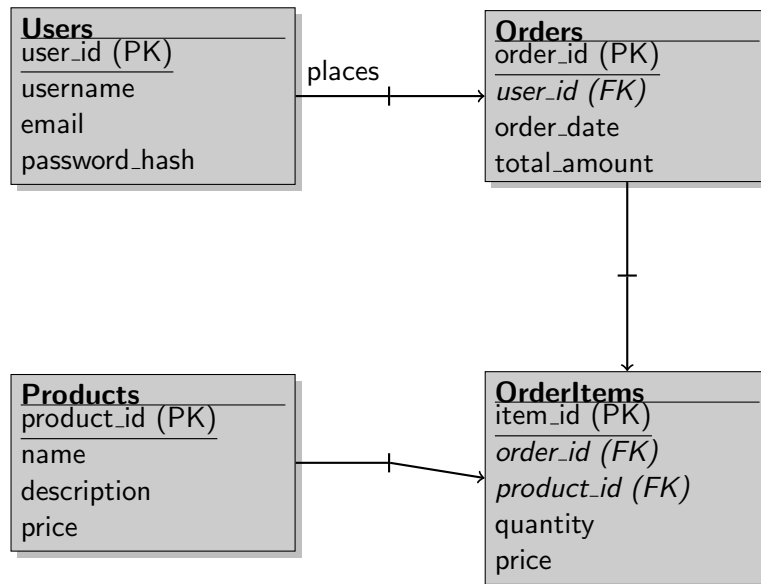 Users
user_id (PK)
username
email
password_hash
places
Orders
order_id (PK)
user_id (FK)
order_date
total_amount
Products
product_id (PK)
name
description
price
OrderItems
item_id (PK)
order_id (FK)
product_id (FK)
quantity
price